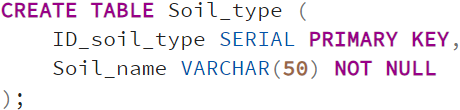 CREATE TABLE Soil_type (
    ID_soil_type SERIAL PRIMARY KEY,
    Soil_name VARCHAR(50) NOT NULL
);